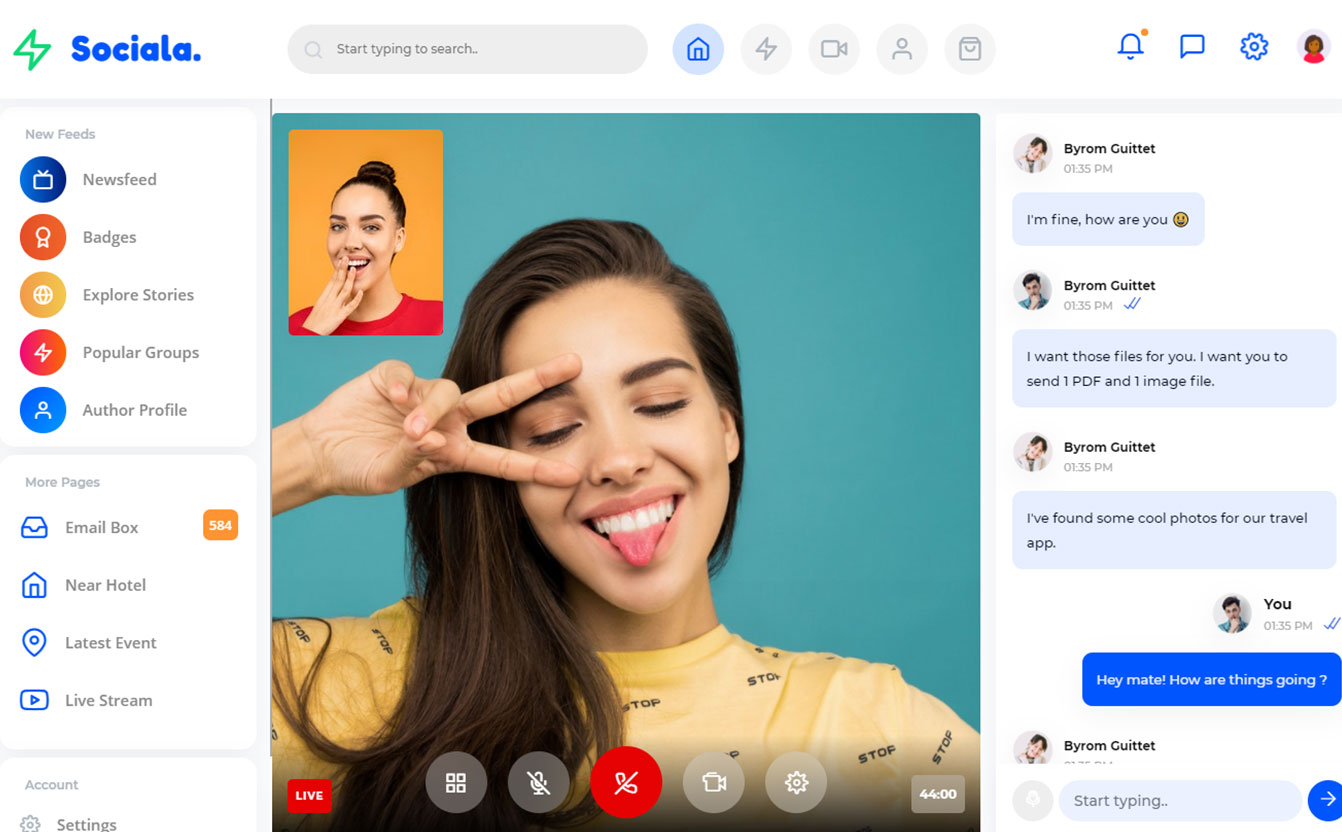 Sociala.
Start typing to search..
New Feeds
Newsfeed
Badges
Explore Stories
Popular Groups
Author Profile
More Pages
Email Box
584
Near Hotel
Latest Event
Live Stream
Account
Settings
STOP
STOP
STOP
STOP
STOP
STOP
LIVE
44:00
Byrom Guittet
01:35 PM
I'm fine, how are you 😃
Byrom Guittet
01:35 PM
I want those files for you. I want you to
send 1 PDF and 1 image file.
Byrom Guittet
01:35 PM
I've found some cool photos for our travel
app.
You
01:35 PM
Hey mate! How are things going ?
Byrom Guittet
Start typing..